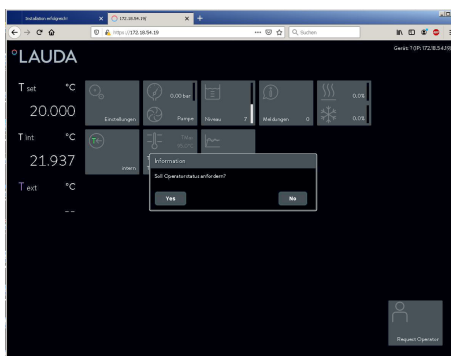 Installation erfolgreich!
172.18.54.19/
https://172.18.54.19
Suchen
°LAUDA
Gerät: ? (IP: 172.18.54.19)
T set °C
20.000
T int °C
21.937
T ext °C
--
Einstellungen
0.00 bar
Pumpe
Niveau 7
Meldungen 0
0.0%
0.0%
intern
Information
Soll Operatorstatus anfordern?
Yes
No
Request Operator